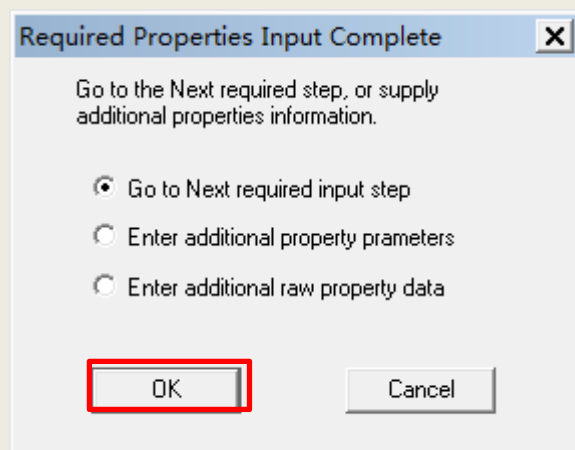 Required Properties Input Complete
Go to the Next required step, or supply
additional properties information.
Go to Next required input step
Enter additional property prameters
Enter additional raw property data
OK
Cancel